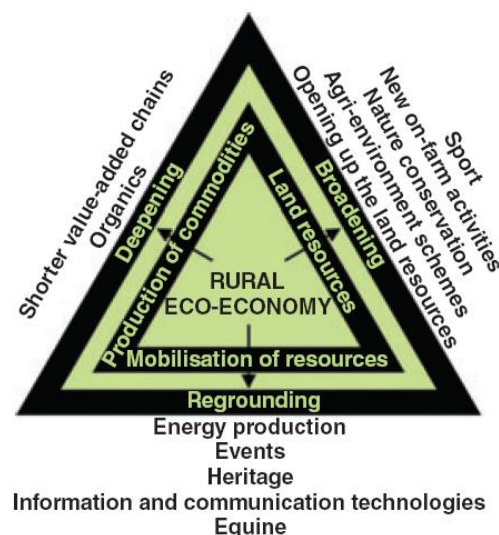 Shorter value-added chains
Organics
Deepening
Production of commodities
RURAL
ECO-ECONOMY
Land resources
Broadening
Opening up the land resources
Agri-environment schemes
Nature conservation
New on-farm activities
Sport
Mobilisation of resources
Regrounding
Energy production
Events
Heritage
Information and communication technologies
Equine